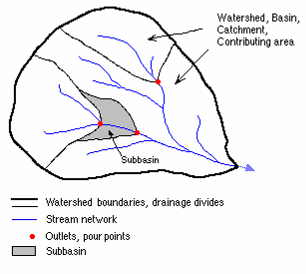 Watershed, Basin,
Catchment,
Contributing area
Subbasin
Watershed boundaries, drainage divides
Stream network
Outlets, pour points
Subbasin